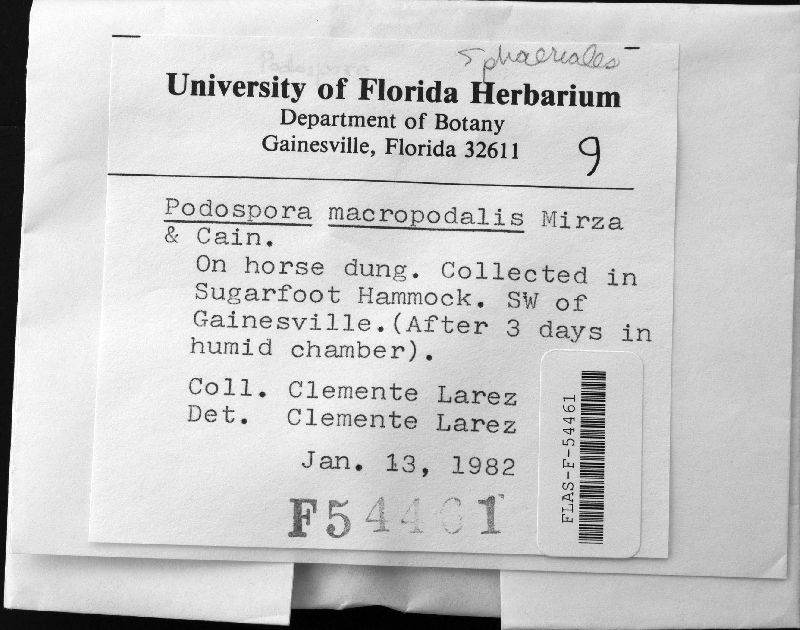 Sphaeriales
University of Florida Herbarium
Department of Botany
Gainesville, Florida 32611
9
Podospora macropodalis Mirza
& Cain.
On horse dung. Collected in
Sugarfoot Hammock. SW of
Gainesville.(After 3 days in
humid chamber).
Coll. Clemente Larez
Det. Clemente Larez
Jan. 13, 1982
F54461
FLAS-F-54461